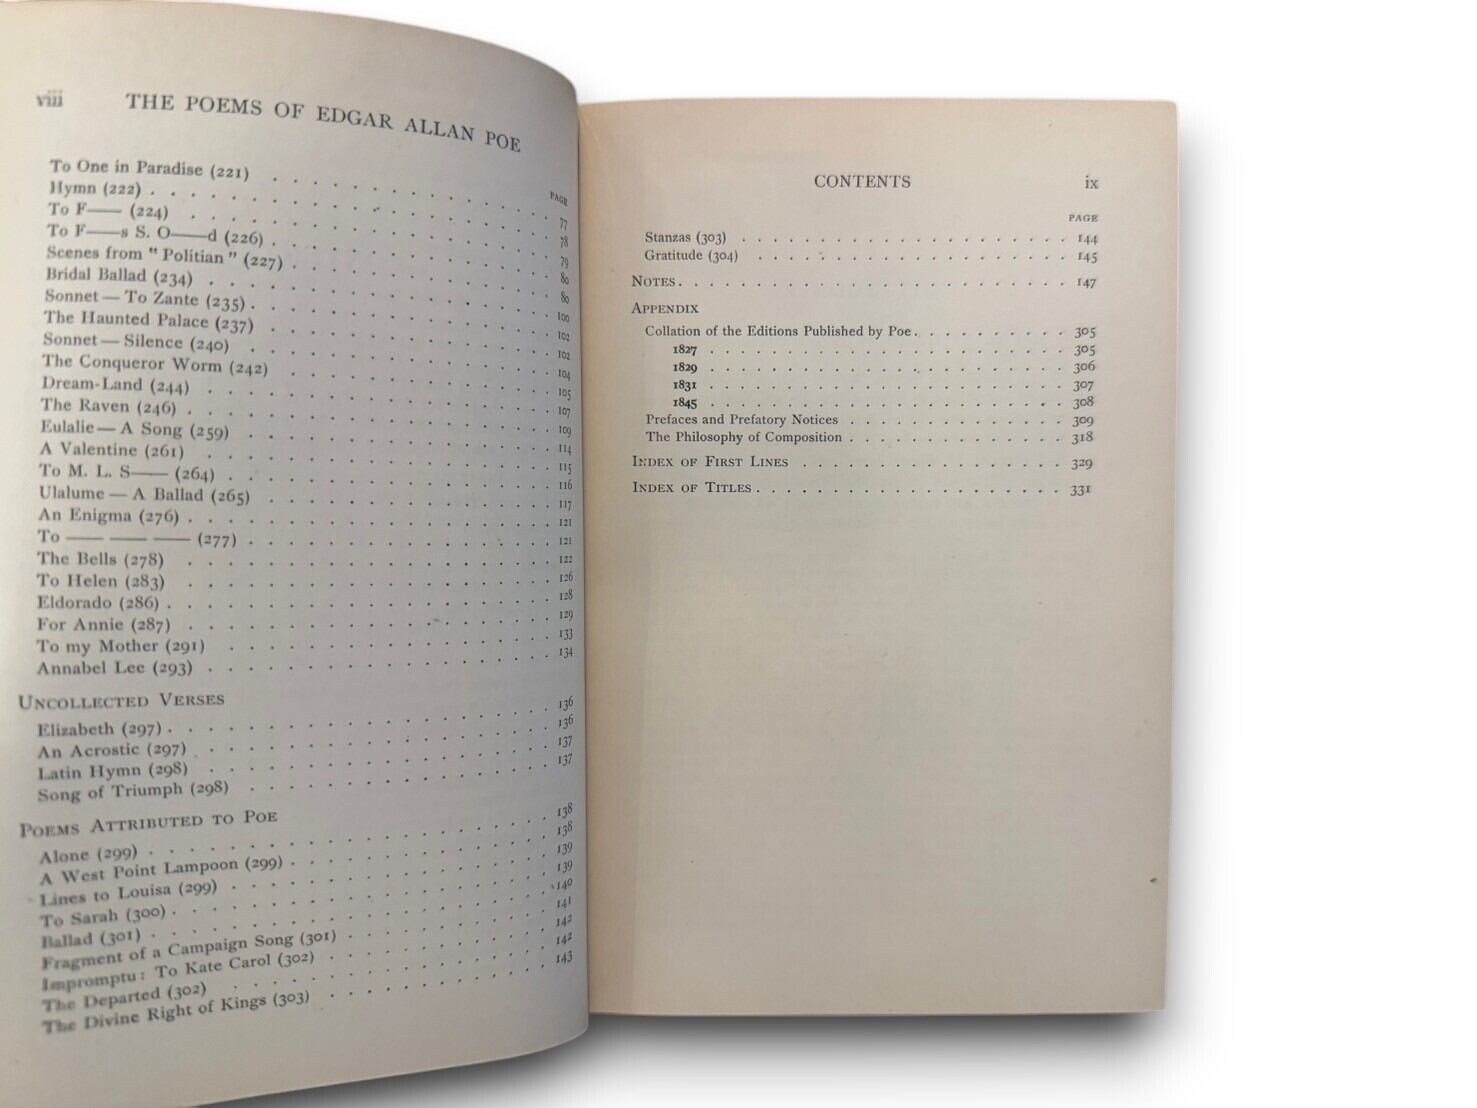 viii THE POEMS OF EDGAR ALLAN POE
PAGE
To One in Paradise (221) . . . . . . . . . . . . . . 77
Hymn (222) . . . . . . . . . . . . . . . . . . 78
To F—— (224) . . . . . . . . . . . . . . . . . 79
To F——s S. O——d (226) . . . . . . . . . . . . . . 80
Scenes from “Politian” (227) . . . . . . . . . . . . . 80
Bridal Ballad (234) . . . . . . . . . . . . . . . . 100
Sonnet — To Zante (235) . . . . . . . . . . . . . . 102
The Haunted Palace (237) . . . . . . . . . . . . . . 102
Sonnet — Silence (240) . . . . . . . . . . . . . . . 104
The Conqueror Worm (242) . . . . . . . . . . . . . 105
Dream-Land (244) . . . . . . . . . . . . . . . . 107
The Raven (246) . . . . . . . . . . . . . . . . . 109
Eulalie — A Song (259) . . . . . . . . . . . . . . . 114
A Valentine (261) . . . . . . . . . . . . . . . . . 115
To M. L. S—— (264) . . . . . . . . . . . . . . . . 116
Ulalume — A Ballad (265) . . . . . . . . . . . . . . 117
An Enigma (276) . . . . . . . . . . . . . . . . . 121
To —— —— —— (277) . . . . . . . . . . . . . . . 121
The Bells (278) . . . . . . . . . . . . . . . . . 122
To Helen (283) . . . . . . . . . . . . . . . . . 126
Eldorado (286) . . . . . . . . . . . . . . . . . 128
For Annie (287) . . . . . . . . . . . . . . . . . 129
To my Mother (291) . . . . . . . . . . . . . . . 133
Annabel Lee (293) . . . . . . . . . . . . . . . . 134
UNCOLLECTED VERSES
Elizabeth (297) . . . . . . . . . . . . . . . . . 136
An Acrostic (297) . . . . . . . . . . . . . . . . 136
Latin Hymn (298) . . . . . . . . . . . . . . . . 137
Song of Triumph (298) . . . . . . . . . . . . . . 137
POEMS ATTRIBUTED TO POE
Alone (299) . . . . . . . . . . . . . . . . . . 138
A West Point Lampoon (299) . . . . . . . . . . . . 138
Lines to Louisa (299) . . . . . . . . . . . . . . . 139
To Sarah (300) . . . . . . . . . . . . . . . . . 139
Ballad (301) . . . . . . . . . . . . . . . . . . 140
Fragment of a Campaign Song (301) . . . . . . . . . . 141
Impromptu: To Kate Carol (302) . . . . . . . . . . . 142
The Departed (302) . . . . . . . . . . . . . . . 142
The Divine Right of Kings (303) . . . . . . . . . . . 143
CONTENTS ix
PAGE
Stanzas (303) . . . . . . . . . . . . . . . . . . 144
Gratitude (304) . . . . . . . . . . . . . . . . . 145
NOTES . . . . . . . . . . . . . . . . . . . . . 147
APPENDIX
Collation of the Editions Published by Poe . . . . . . . . . 305
1827 . . . . . . . . . . . . . . . . . . . . 305
1829 . . . . . . . . . . . . . . . . . . . . 306
1831 . . . . . . . . . . . . . . . . . . . . 307
1845 . . . . . . . . . . . . . . . . . . . . 308
Prefaces and Prefatory Notices . . . . . . . . . . . . 309
The Philosophy of Composition . . . . . . . . . . . . 318
INDEX OF FIRST LINES . . . . . . . . . . . . . . . 329
INDEX OF TITLES . . . . . . . . . . . . . . . . . 331